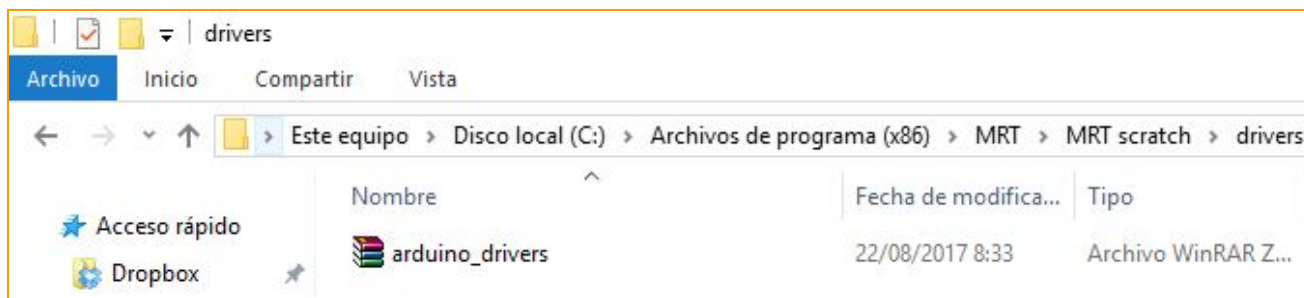 drivers
Archivo Inicio Compartir Vista
Este equipo > Disco local (C:) > Archivos de programa (x86) > MRT > MRT scratch > drivers
Nombre Fecha de modifica... Tipo
Acceso rápido
arduino_drivers 22/08/2017 8:33 Archivo WinRAR Z...
Dropbox